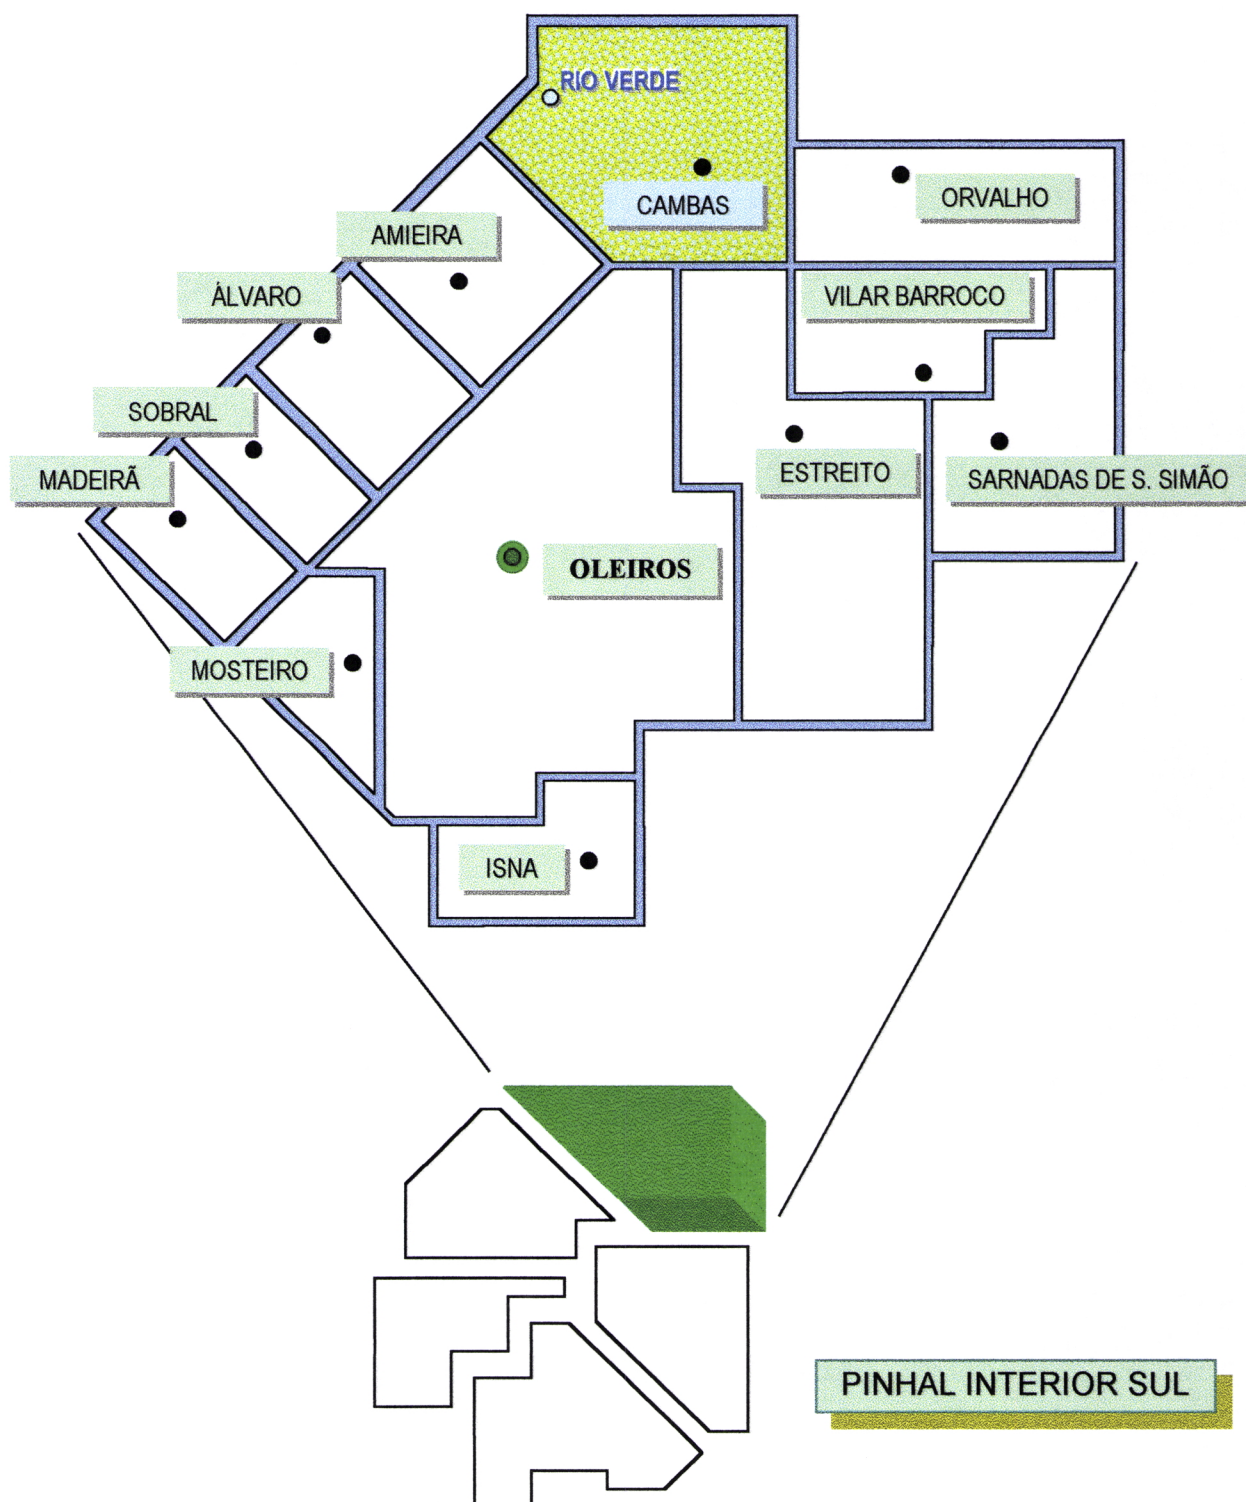 RIO VERDE
CAMBAS
ORVALHO
AMIEIRA
ÁLVARO
VILAR BARROCO
SOBRAL
MADEIRÃ
ESTREITO
SARNADAS DE S. SIMÃO
OLEIROS
MOSTEIRO
ISNA
PINHAL INTERIOR SUL